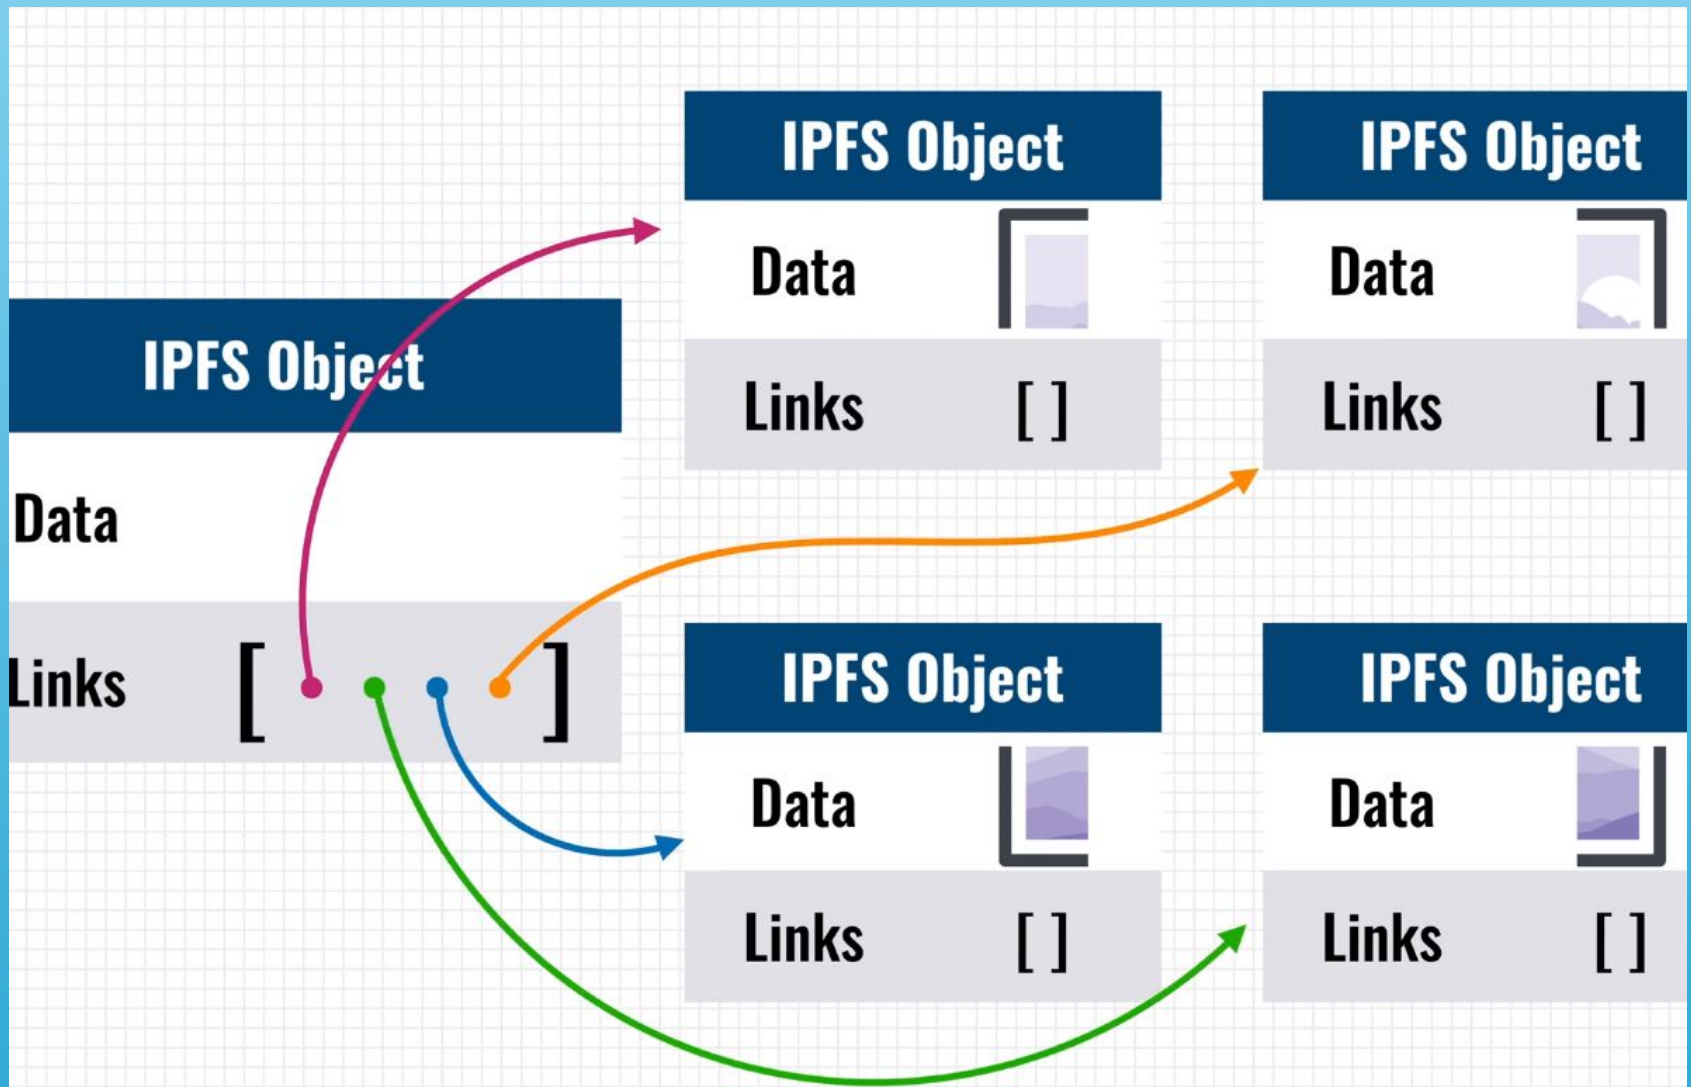 IPFS Object
Data
Links [ ]
IPFS Object
Data
Links [ ]
IPFS Object
Data
Links [ ]
IPFS Object
Data
Links [ ]
IPFS Object
Data
Links [ ]